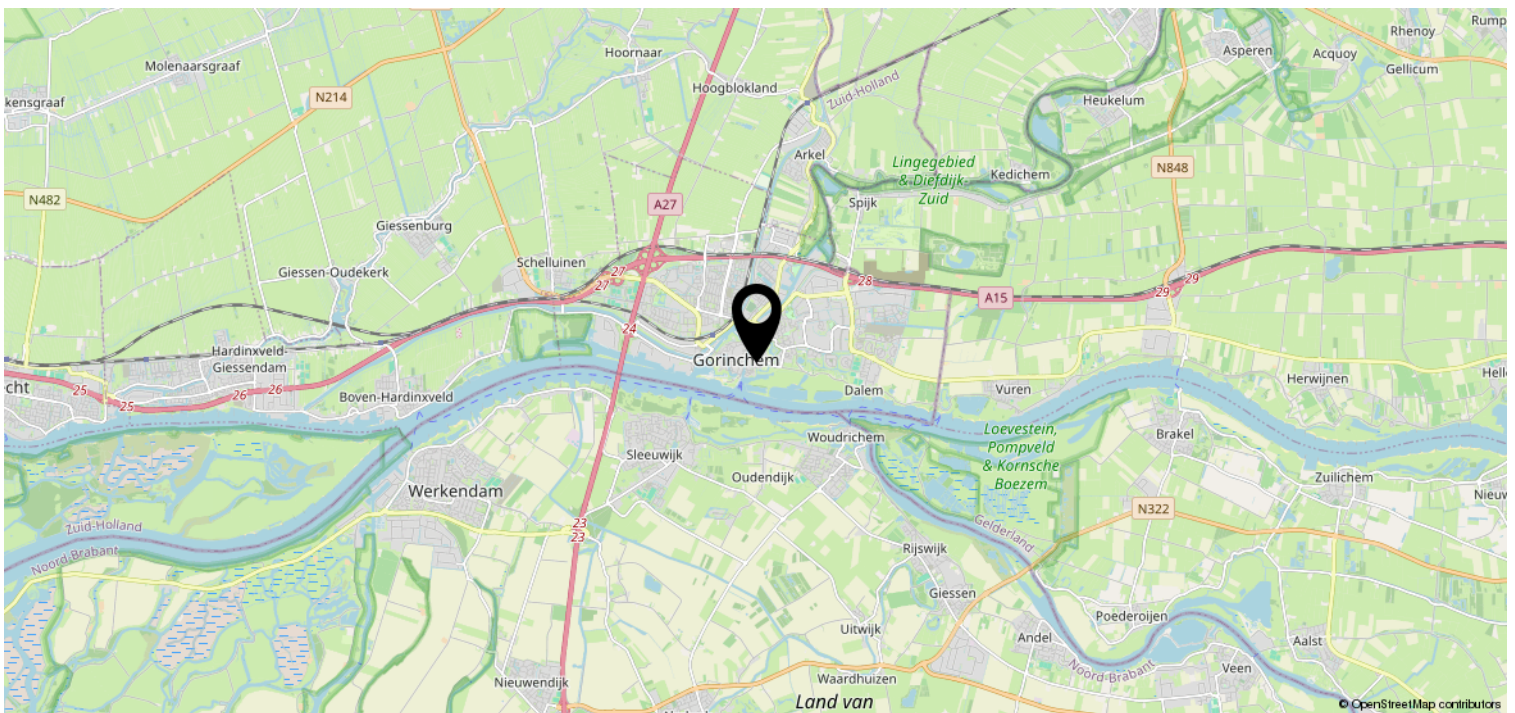 Rump
Rhenoy
Asperen
Acquoy
Gellicum
Hoornaar
Molenaarsgraaf
Hoogblokland
Zuid-Holland
N214
kensgraaf
Heukelum
Arkel
Lingegebied
& Diefdijk-
Zuid
Kedichem
N848
N482
A27
Spijk
Giessenburg
Schelluinen
Giessen-Oudekerk
27
27
28
29
29
A15
24
Gorinchem
Hardinxveld-
Giessendam
echt
25
25
26
26
Boven-Hardinxveld
Dalem
Vuren
Herwijnen
Hell
Woudrichem
Loevestein,
Pompveld
& Kornsche
Boezem
Brakel
Sleeuwijk
Oudendijk
Zuilichem
Werkendam
Nieuw
N322
23
23
Zuid-Holland
Noord-Brabant
Gelderland
Rijswijk
Giessen
Poederoijen
Uitwijk
Andel
Aalst
Noord-Brabant
Veen
Nieuwendijk
Waardhuizen
Land van
© OpenStreetMap contributors